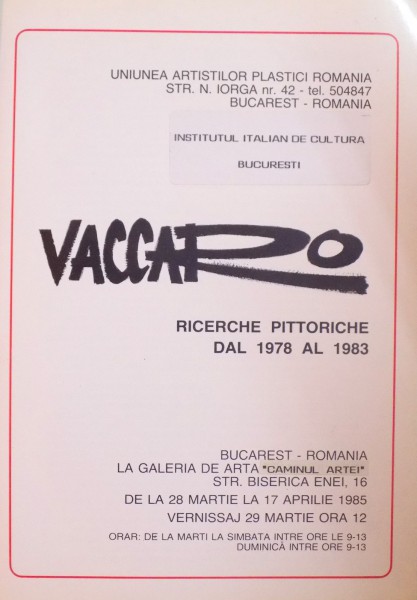 UNIUNEA ARTISTILOR PLASTICI ROMANIA
STR. N. IORGA nr. 42 - tel. 504847
BUCAREST - ROMANIA
INSTITUTUL ITALIAN DE CULTURA
BUCURESTI
VACCARO
RICERCHE PITTORICHE
DAL 1978 AL 1983
BUCAREST - ROMANIA
LA GALERIA DE ARTA "CAMINUL ARTEI"
STR. BISERICA ENEI, 16
DE LA 28 MARTIE LA 17 APRILIE 1985
VERNISSAJ 29 MARTIE ORA 12
ORAR: DE LA MARTI LA SIMBATA INTRE ORE LE 9-13
DUMINICĂ INTRE ORE 9-13